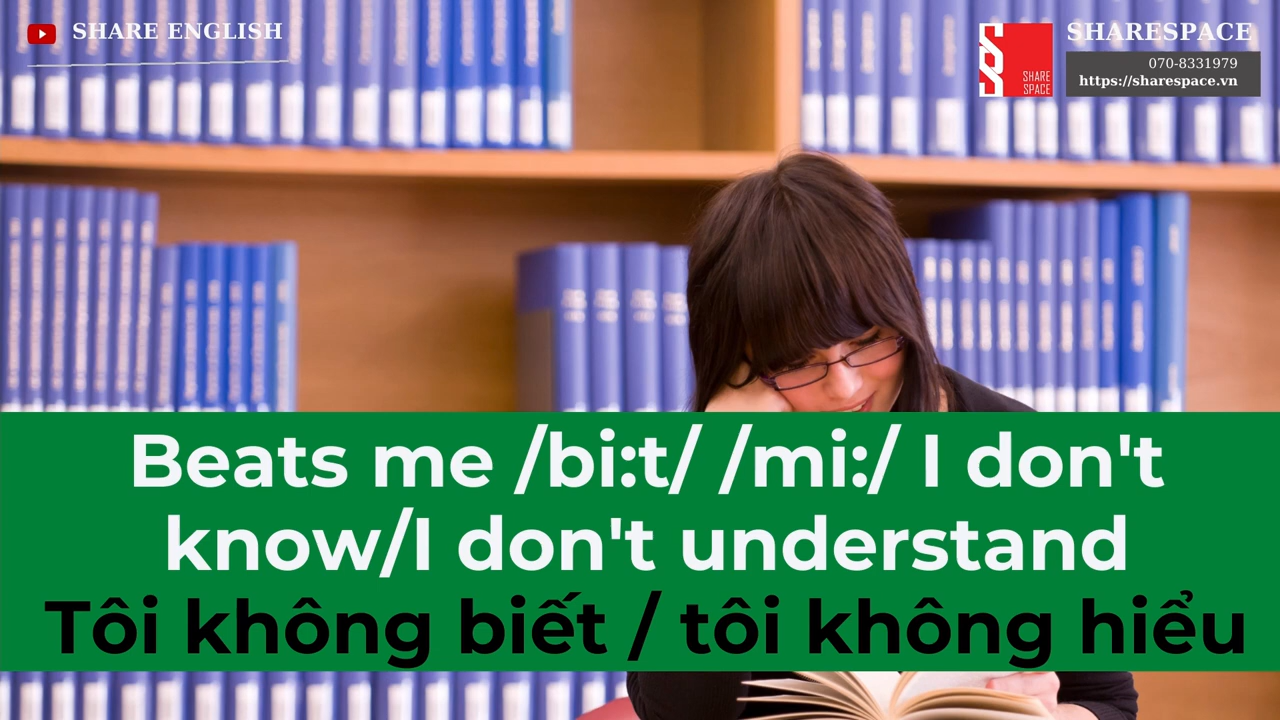 SHARE ENGLISH
SHARE
SPACE
SHARESPACE
070-8331979
https://sharespace.vn
Beats me /bi:t/ /mi:/ I don't
know/I don't understand
Tôi không biết / tôi không hiểu